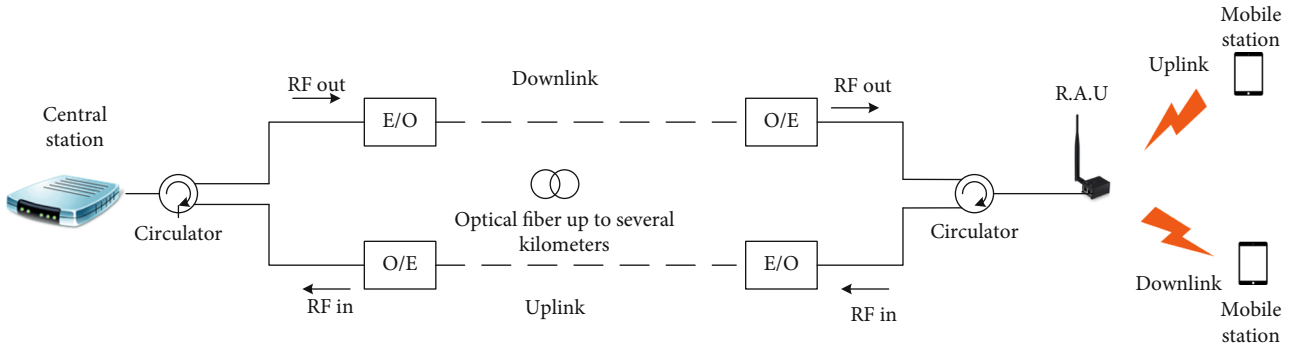 Central
station
Circulator
RF out
E/O
Downlink
O/E
RF out
Optical fiber up to several
kilometers
O/E
RF in
Uplink
E/O
RF in
Circulator
R.A.U
Uplink
Mobile
station
Downlink
Mobile
station